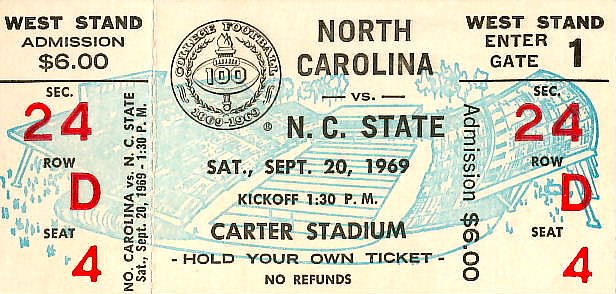 WEST STAND
ADMISSION
$6.00
SEC.
24
ROW
D
SEAT
4
NO. CAROLINA vs. N. C. STATE
Sat., Sept. 20, 1969 -1:30 P. M.
COLLEGE FOOTBALL
100
1869-1969
®
NORTH
CAROLINA
— vs. —
N. C. STATE
SAT., SEPT. 20, 1969
KICKOFF 1:30 P. M.
CARTER STADIUM
- HOLD YOUR OWN TICKET -
NO REFUNDS
Admission $6.00
WEST STAND
ENTER
GATE 1
SEC.
24
ROW
D
SEAT
4